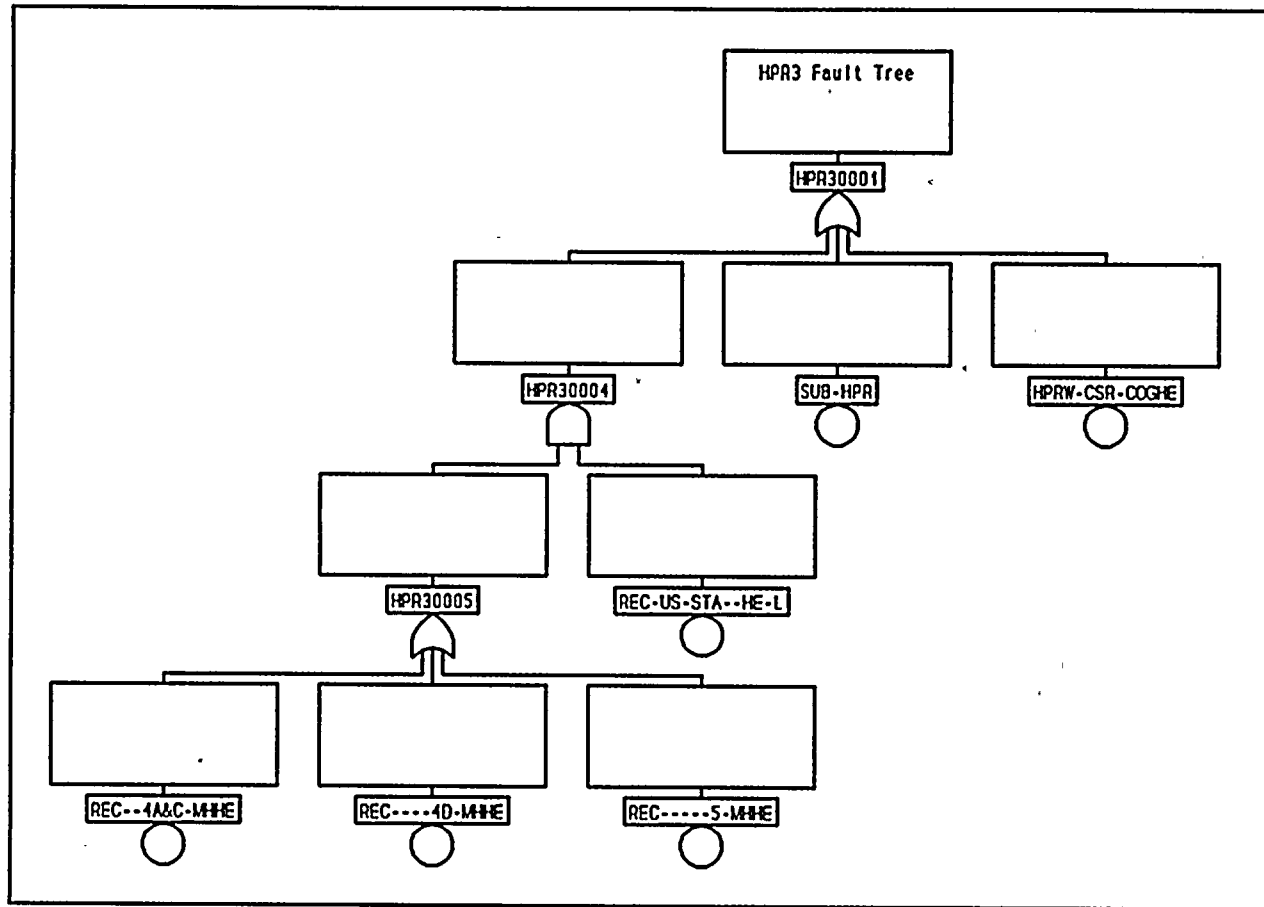 HPR3 Fault Tree
HPR30001
HPR30004
SUB-HPR
HPRW-CSR-COGHE
HPR30005
REC-US-STA--HE-L
REC--4A&C-MHHE
REC----4D-MHHE
REC-----5-MHHE